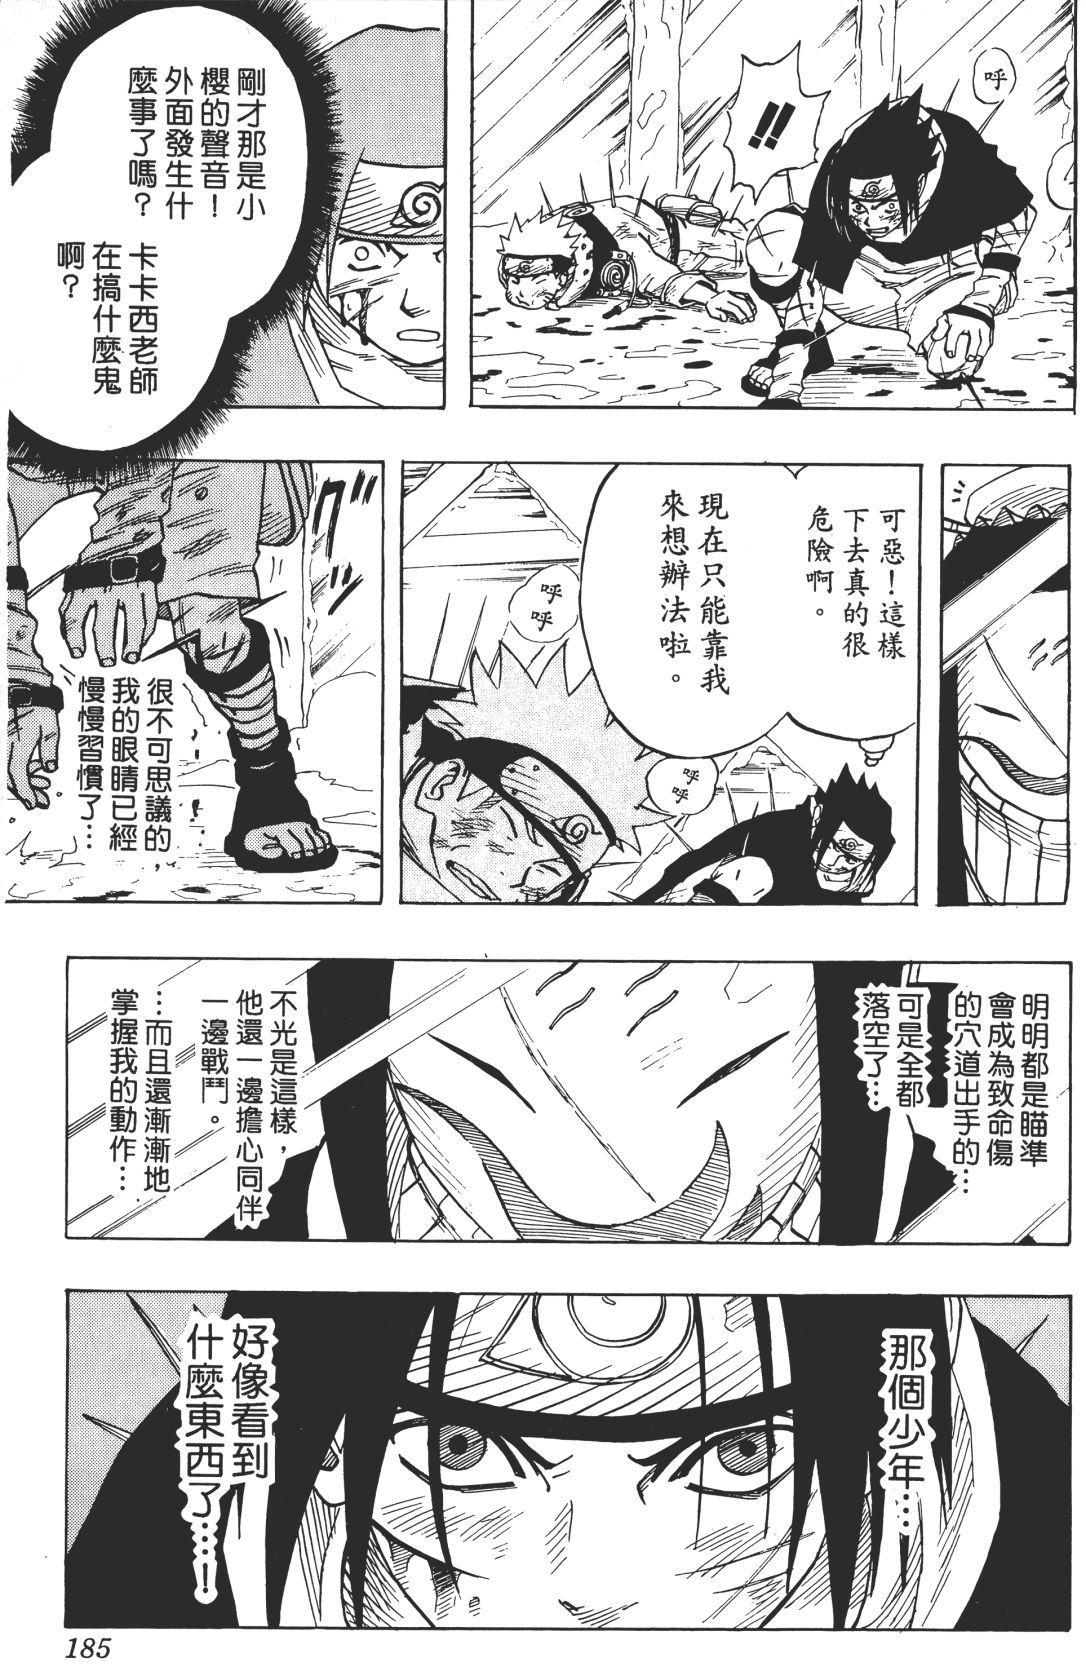 呼
!!
剛才那是小
櫻的聲音！
外面發生什
麼事了嗎？
卡卡西老師
在搞什麼鬼
啊？
可惡！這樣
下去真的很
危險啊。
現在只能靠我
來想辦法啦。
呼
呼
呼
呼
很不可思議的，
我的眼睛已經
慢慢習慣了…
明明都是瞄準
會成為致命傷
的穴道出手的…
可是全都
落空了…
不光是這樣，
他還一邊擔心同伴
一邊戰鬥。
…而且還漸漸地
掌握我的動作…
那個少年…
好像看到
什麼東西了…！
185